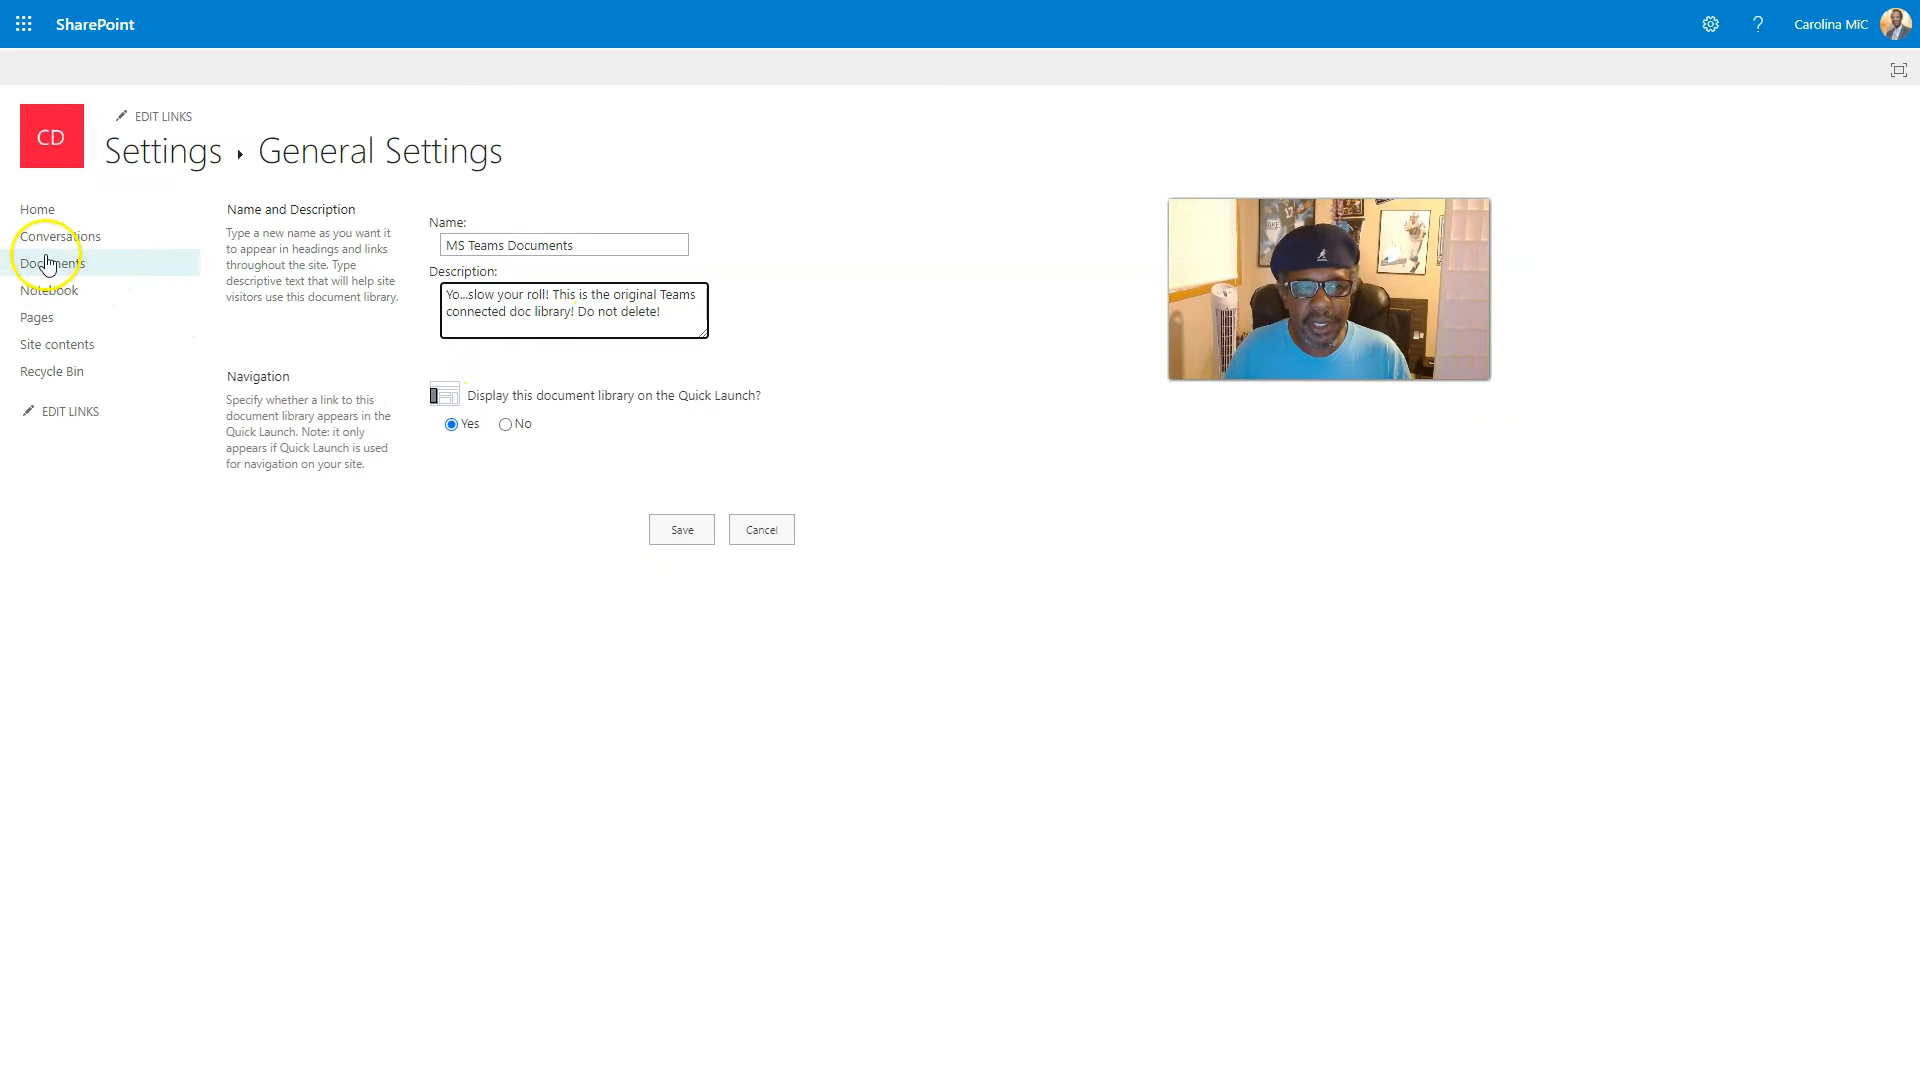 SharePoint
?
Carolina MiC
CD
EDIT LINKS
Settings ▸ General Settings
Home
Conversations
Documents
Notebook
Pages
Site contents
Recycle Bin
EDIT LINKS
Name and Description
Type a new name as you want it
to appear in headings and links
throughout the site. Type
descriptive text that will help site
visitors use this document library.
Name:
MS Teams Documents
Description:
Yo...slow your roll! This is the original Teams
connected doc library! Do not delete!
Navigation
Specify whether a link to this
document library appears in the
Quick Launch. Note: it only
appears if Quick Launch is used
for navigation on your site.
Display this document library on the Quick Launch?
Yes No
Save Cancel